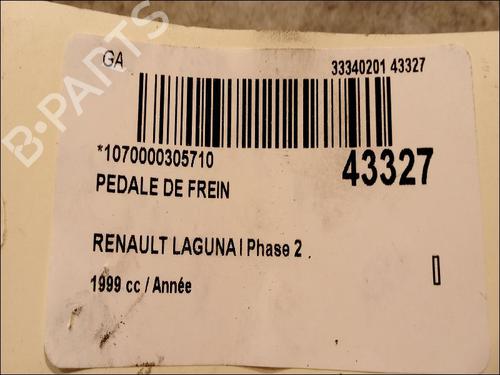 GA
33340201 43327
*1070000305710
43327
PEDALE DE FREIN
RENAULT LAGUNA I Phase 2
1999 cc / Année
B-PARTS